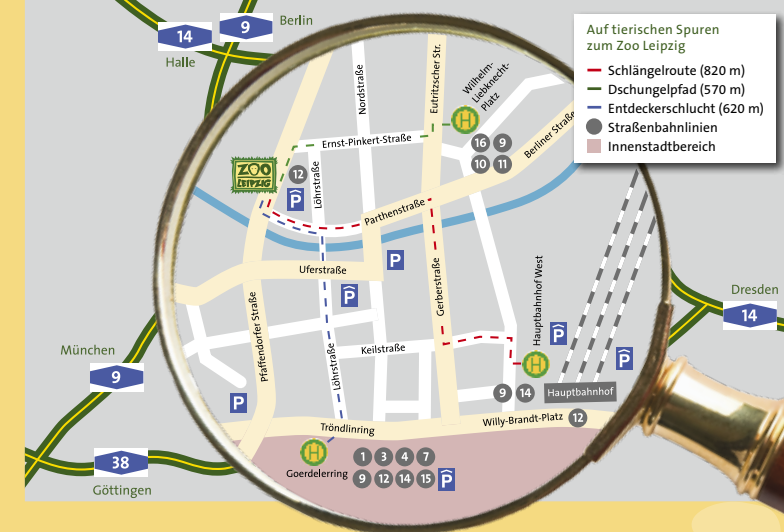 Auf tierischen Spuren
zum Zoo Leipzig
Schlängelroute (820 m)
Dschungelpfad (570 m)
Entdeckerschlucht (620 m)
Straßenbahnlinien
Innenstadtbereich
14
9
Berlin
Halle
Nordstraße
Eutritzscher Str.
Wilhelm-
Liebknecht-
Platz
H
16 9
10 11
Berliner Straße
Ernst-Pinkert-Straße
ZOO
LEIPZIG
12
P
Löhrstraße
Parthenstraße
P
Uferstraße
P
Gerberstraße
Hauptbahnhof West
Dresden
14
Pfaffendorfer Straße
Löhrstraße
Keilstraße
H
P
P
München
9
P
9 14
Hauptbahnhof
Tröndlinring
Willy-Brandt-Platz
12
H
Goerdelerring
1 3 4 7
9 12 14 15
P
38
Göttingen